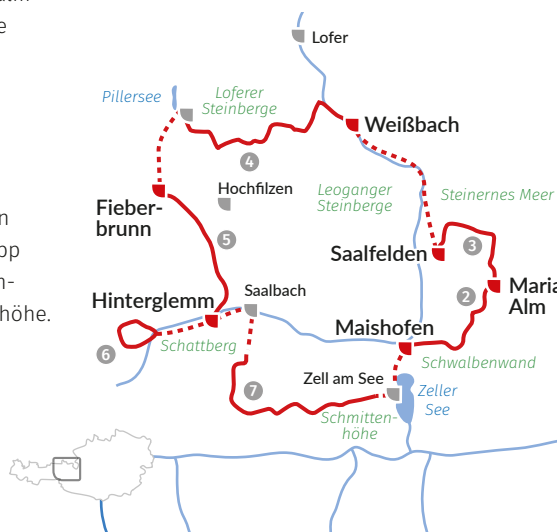 e
n
pp
n-
höhe.
Lofer
Pillersee
Loferer
Steinberge
Weißbach
4
Hochfilzen
Leoganger
Steinberge
Steinernes Meer
Fieber-
brunn
5
3
Saalfelden
Maria
Alm
2
Hinterglemm
Saalbach
Maishofen
6
Schattberg
Schwalbenwand
Zell am See
7
Zeller
See
Schmitten-
höhe